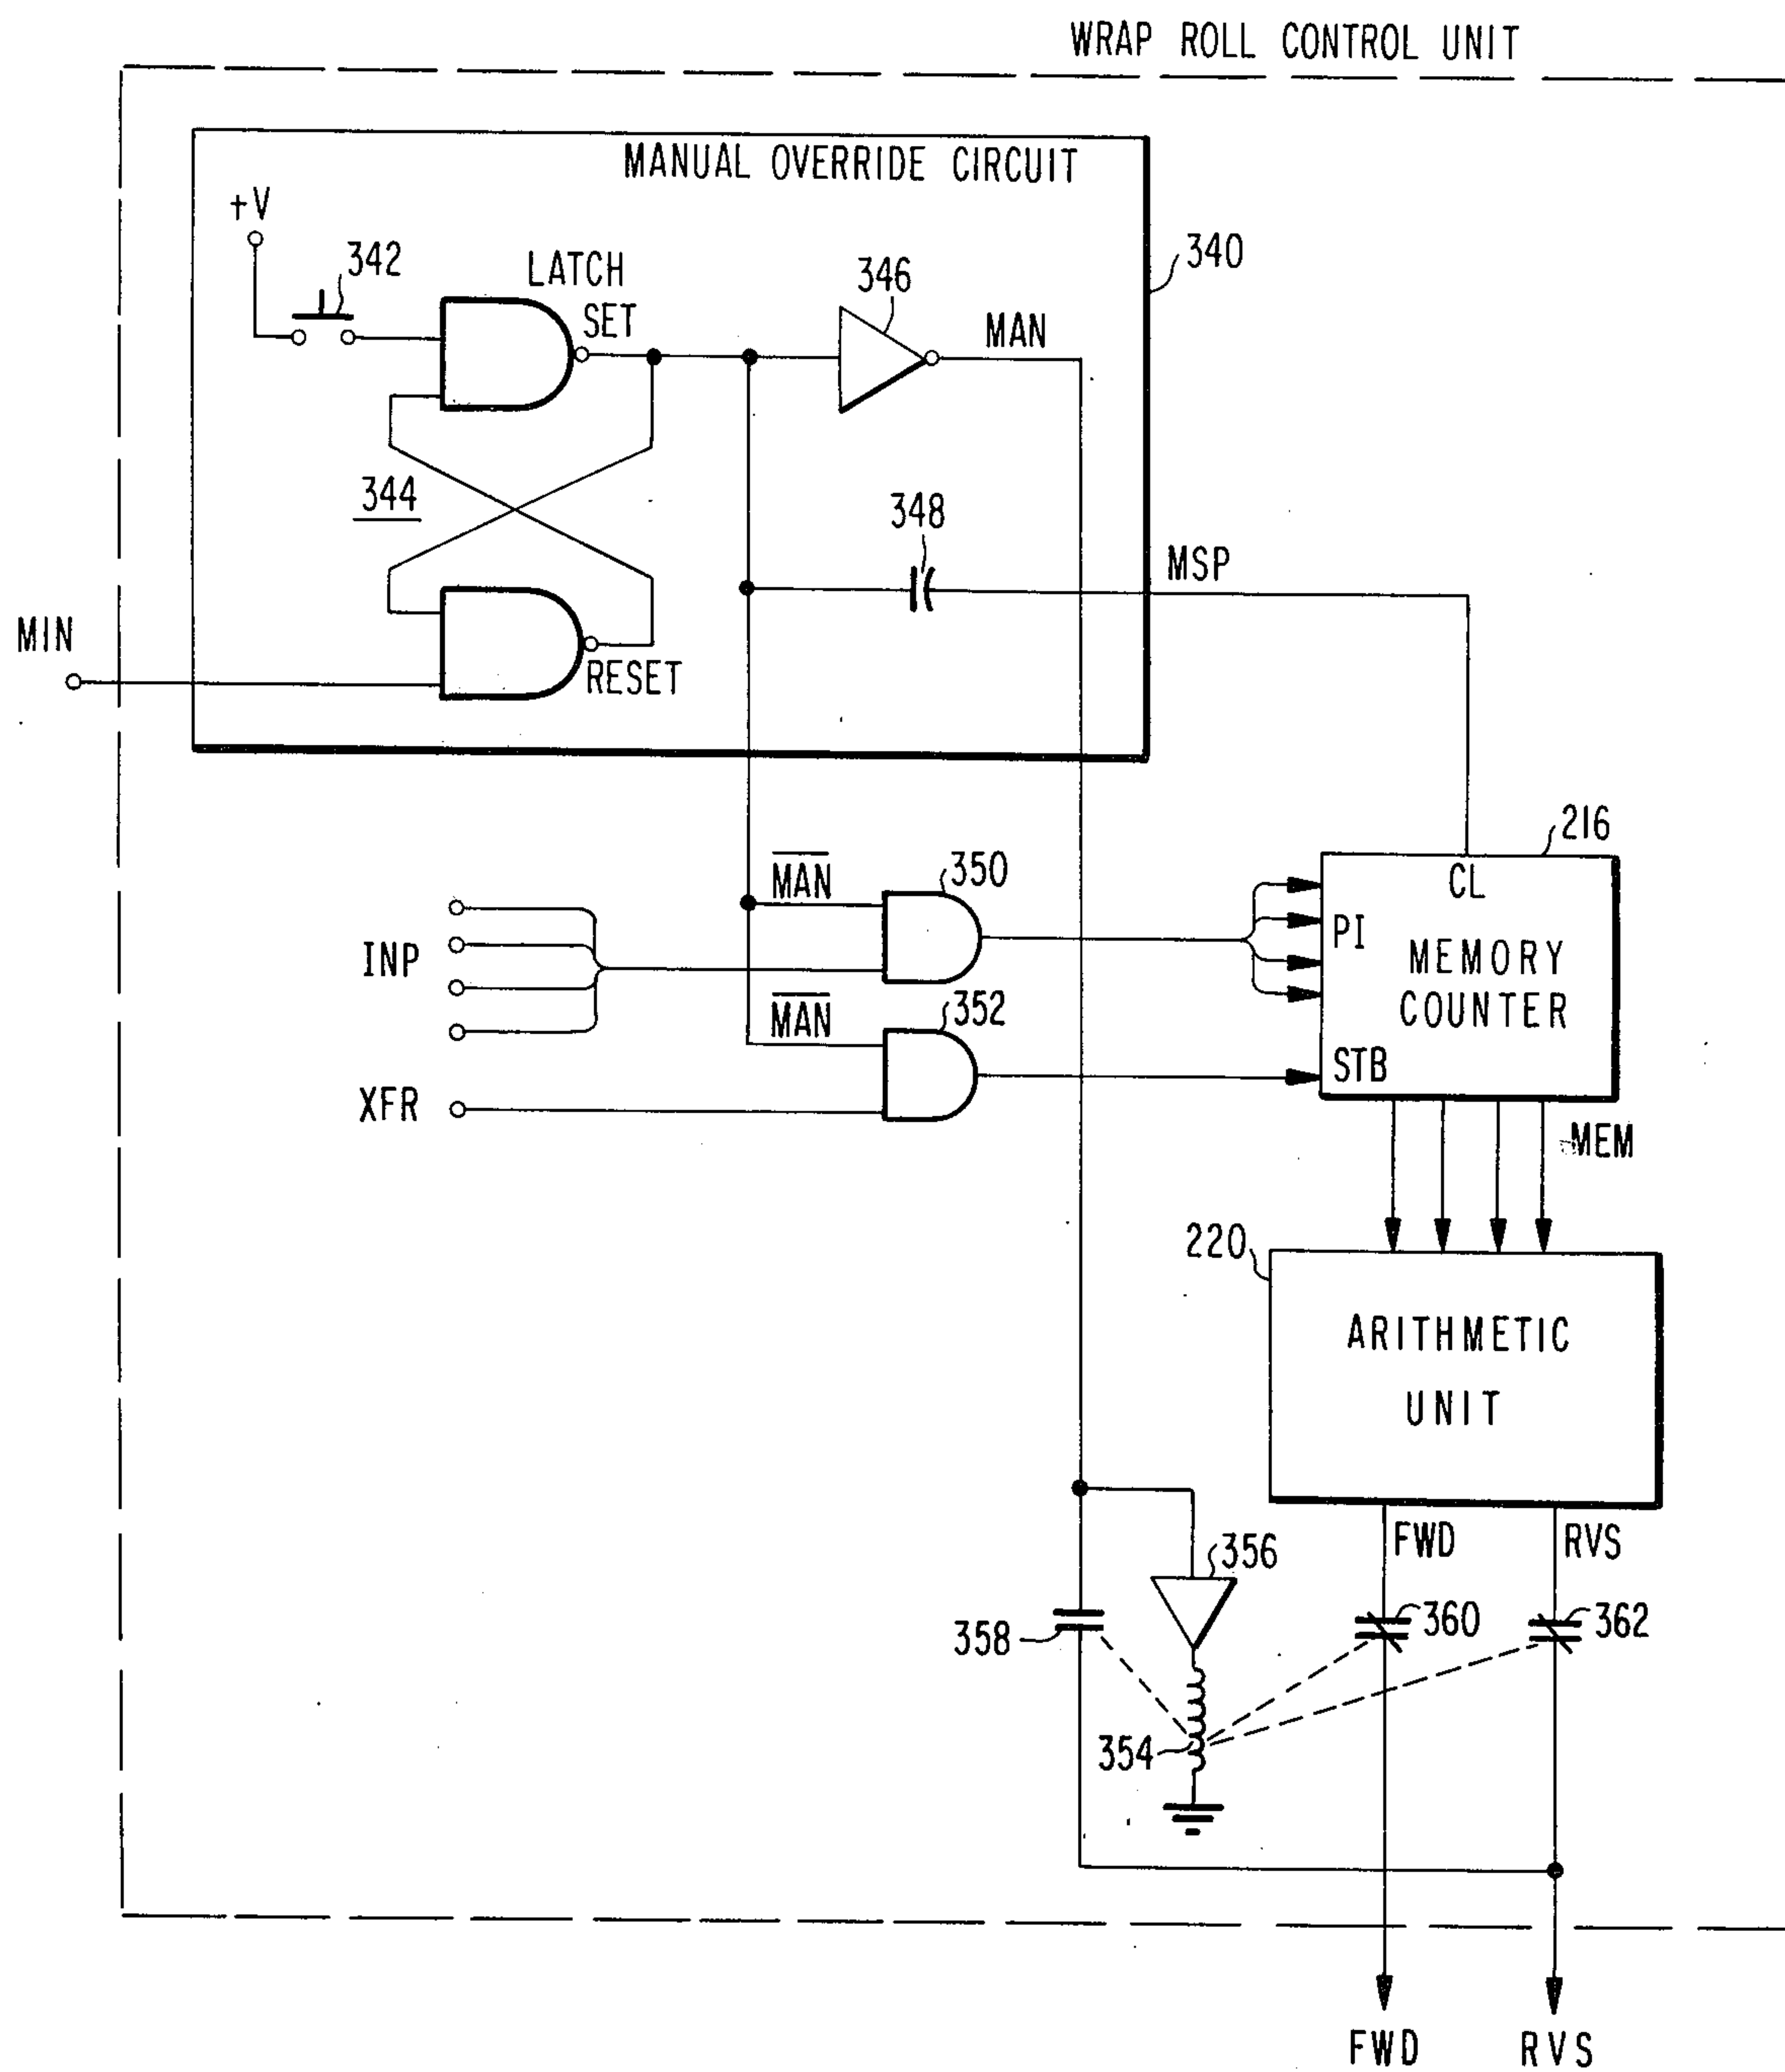 WRAP ROLL CONTROL UNIT
MANUAL OVERRIDE CIRCUIT
+V
342
LATCH
SET
346
MAN
340
344
348
MSP
MIN
RESET
216
MAN
350
CL
INP
PI
MEMORY
COUNTER
MAN
352
STB
XFR
MEM
220
ARITHMETIC
UNIT
FWD
RVS
356
358
360
362
354
FWD
RVS